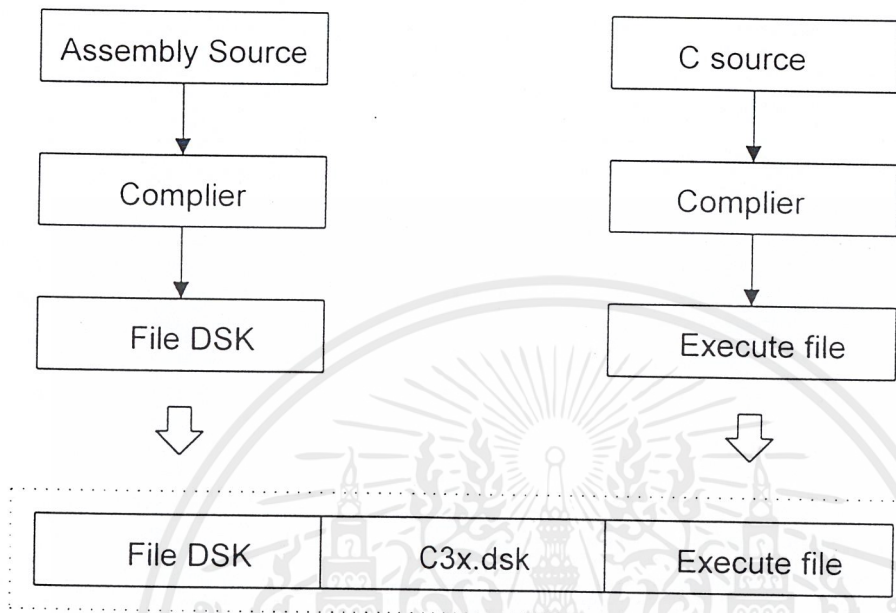 Assembly Source
C source
Complier
Complier
File DSK
Execute file
File DSK
C3x.dsk
Execute file